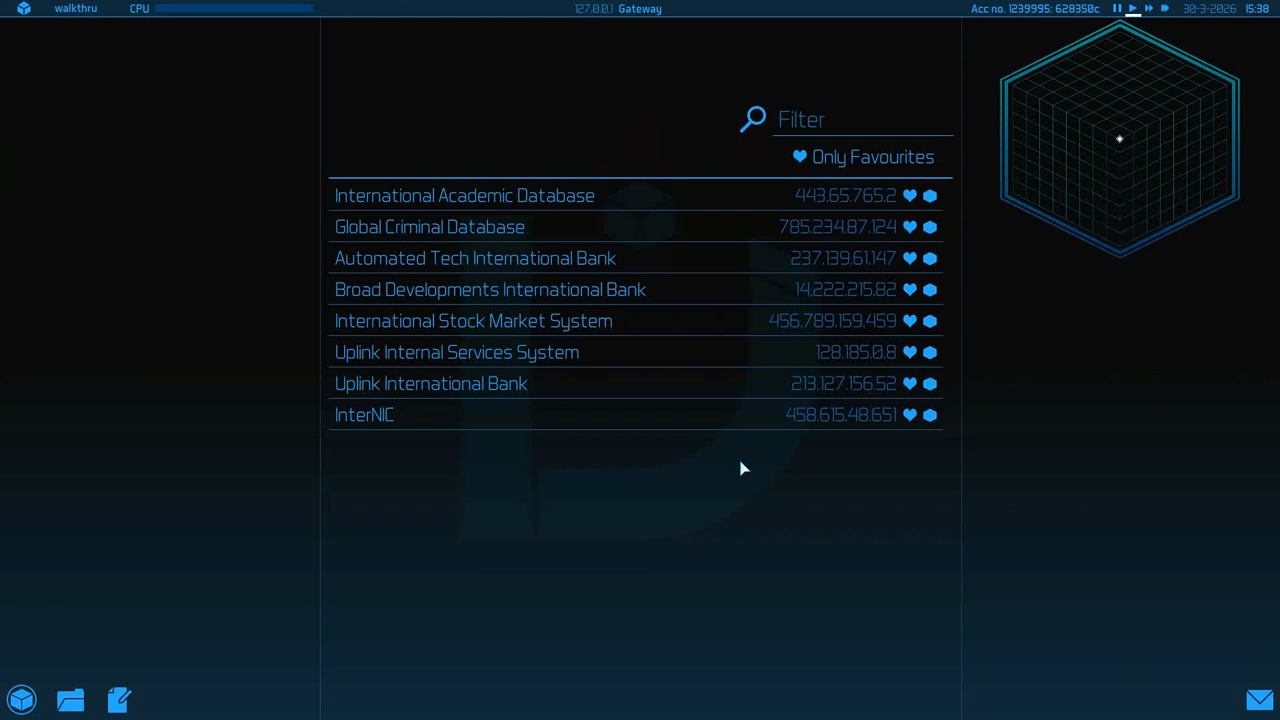 walkthru CPU 127.0.0.1 Gateway Acc no. 1239995: 628350c 30-3-2026 15:38
Filter
Only Favourites
International Academic Database 443.65.765.2
Global Criminal Database 785.234.87.124
Automated Tech International Bank 237.139.61.147
Broad Developments International Bank 14.222.215.82
International Stock Market System 456.789.159.459
Uplink Internal Services System 128.185.0.8
Uplink International Bank 213.127.156.52
InterNIC 458.615.48.651